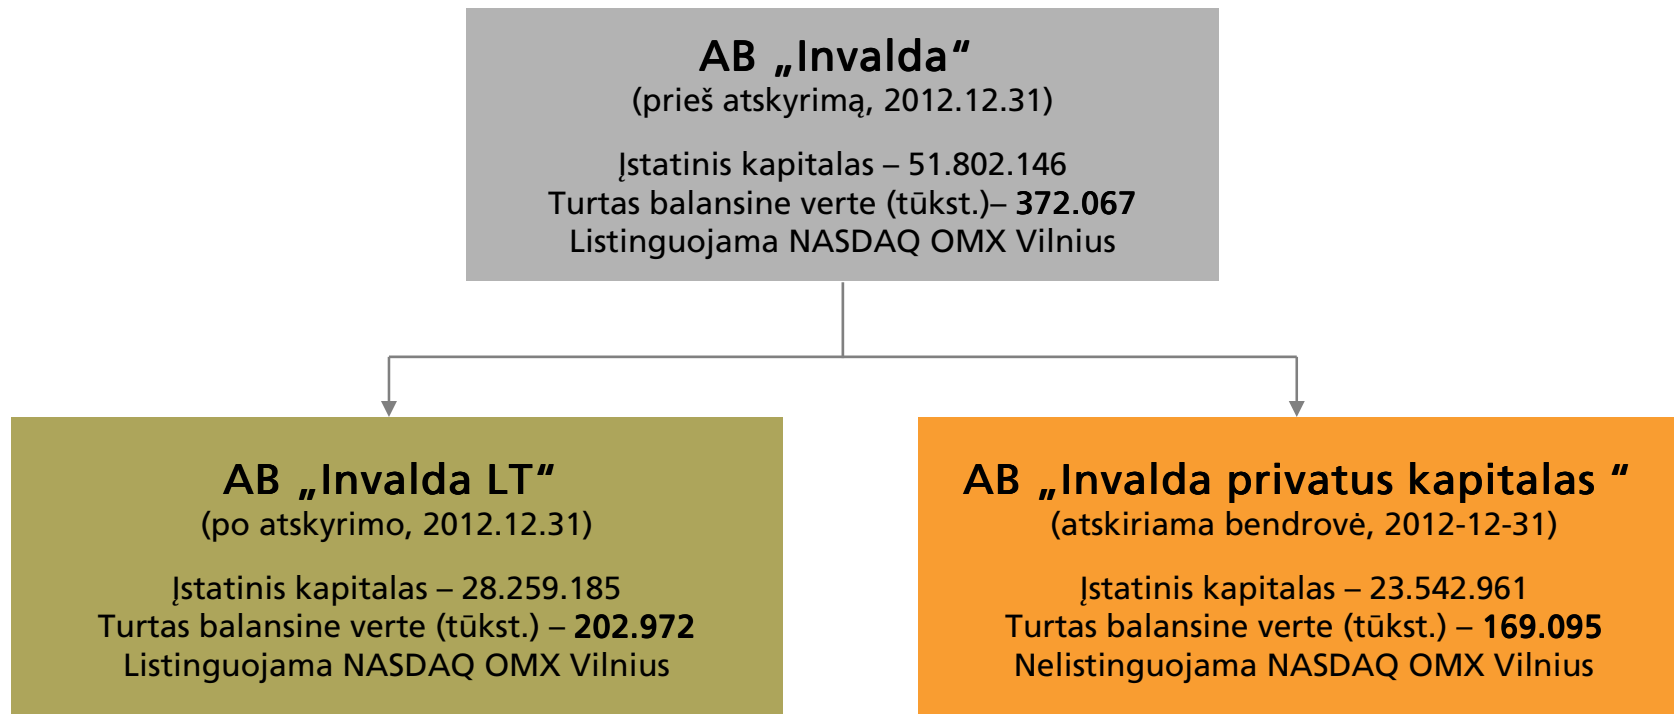 AB „Invalda“
(prieš atskyrimą, 2012.12.31)
Įstatinis kapitalas – 51.802.146
Turtas balansine verte (tūkst.)– 372.067
Listinguojama NASDAQ OMX Vilnius
AB „Invalda LT“
(po atskyrimo, 2012.12.31)
Įstatinis kapitalas – 28.259.185
Turtas balansine verte (tūkst.) – 202.972
Listinguojama NASDAQ OMX Vilnius
AB „Invalda privatus kapitalas “
(atskiriama bendrovė, 2012-12-31)
Įstatinis kapitalas – 23.542.961
Turtas balansine verte (tūkst.) – 169.095
Nelistinguojama NASDAQ OMX Vilnius